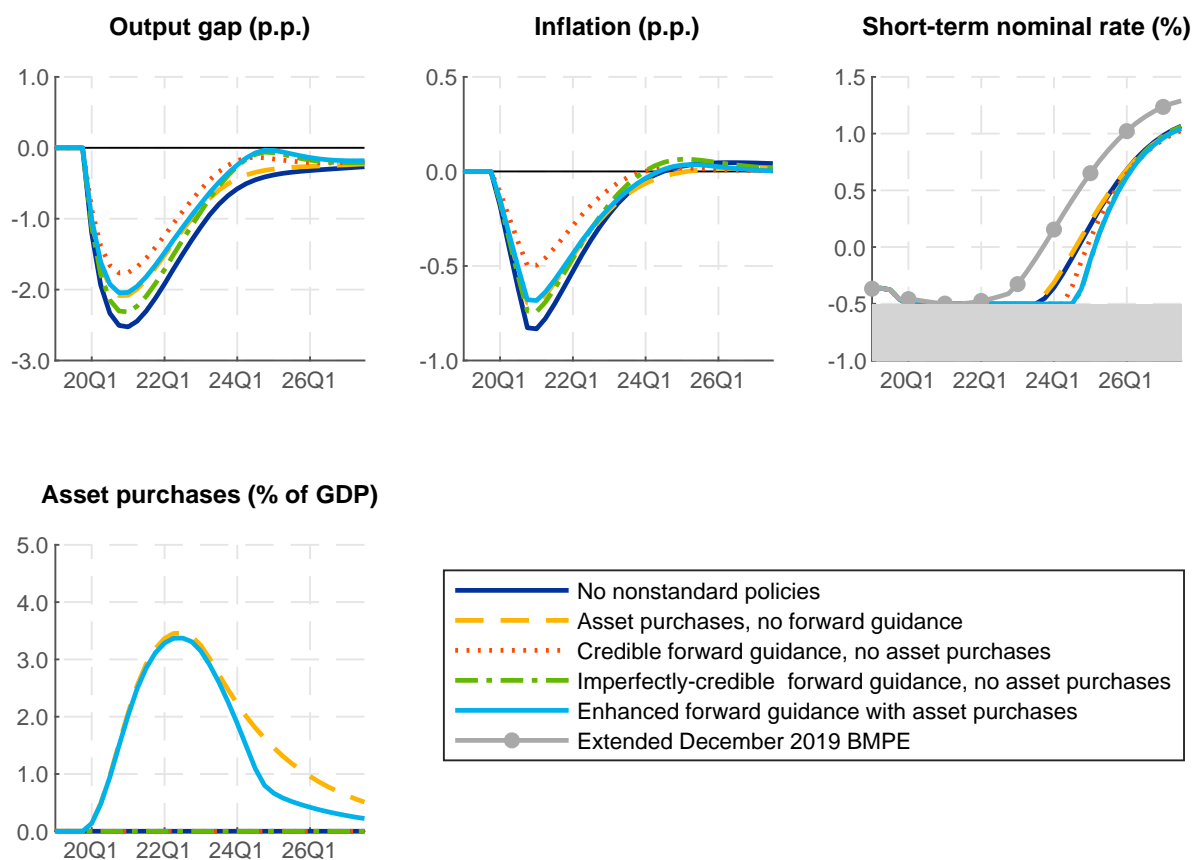 Output gap (p.p.)
1.0
0.0
-1.0
-2.0
-3.0
20Q1 22Q1 24Q1 26Q1
Inflation (p.p.)
0.5
0.0
-0.5
-1.0
20Q1 22Q1 24Q1 26Q1
Short-term nominal rate (%)
1.5
1.0
0.5
0.0
-0.5
-1.0
20Q1 22Q1 24Q1 26Q1
Asset purchases (% of GDP)
5.0
4.0
3.0
2.0
1.0
0.0
20Q1 22Q1 24Q1 26Q1
No nonstandard policies
Asset purchases, no forward guidance
Credible forward guidance, no asset purchases
Imperfectly-credible forward guidance, no asset purchases
Enhanced forward guidance with asset purchases
Extended December 2019 BMPE